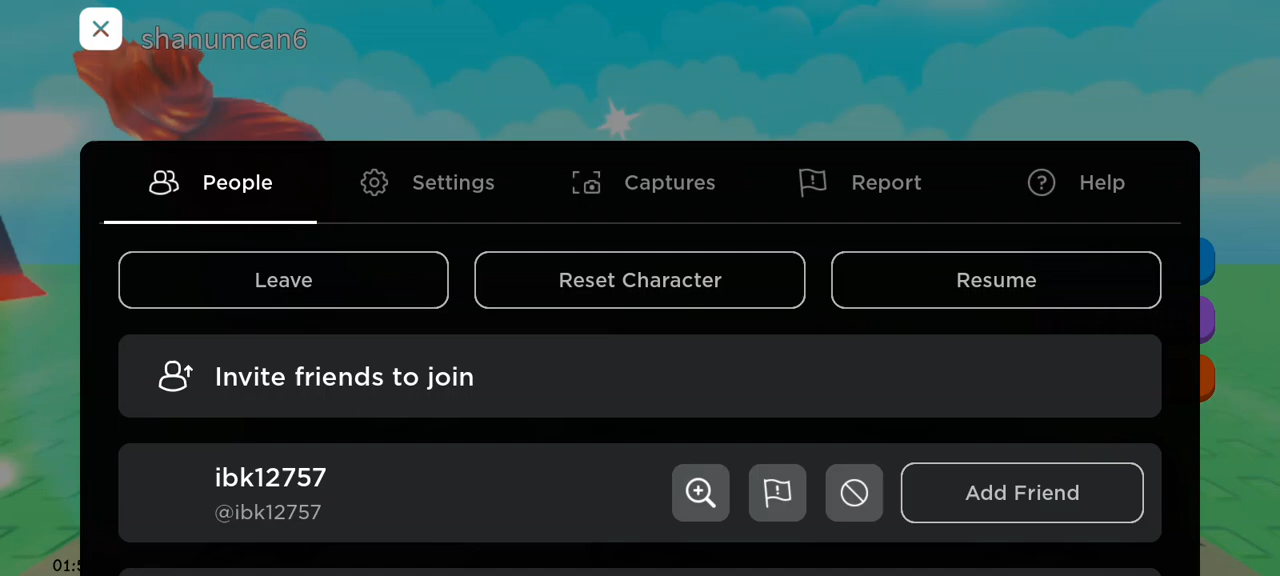 shanumcan6
People
Settings
Captures
Report
Help
Leave
Reset Character
Resume
Invite friends to join
ibk12757
@ibk12757
Add Friend